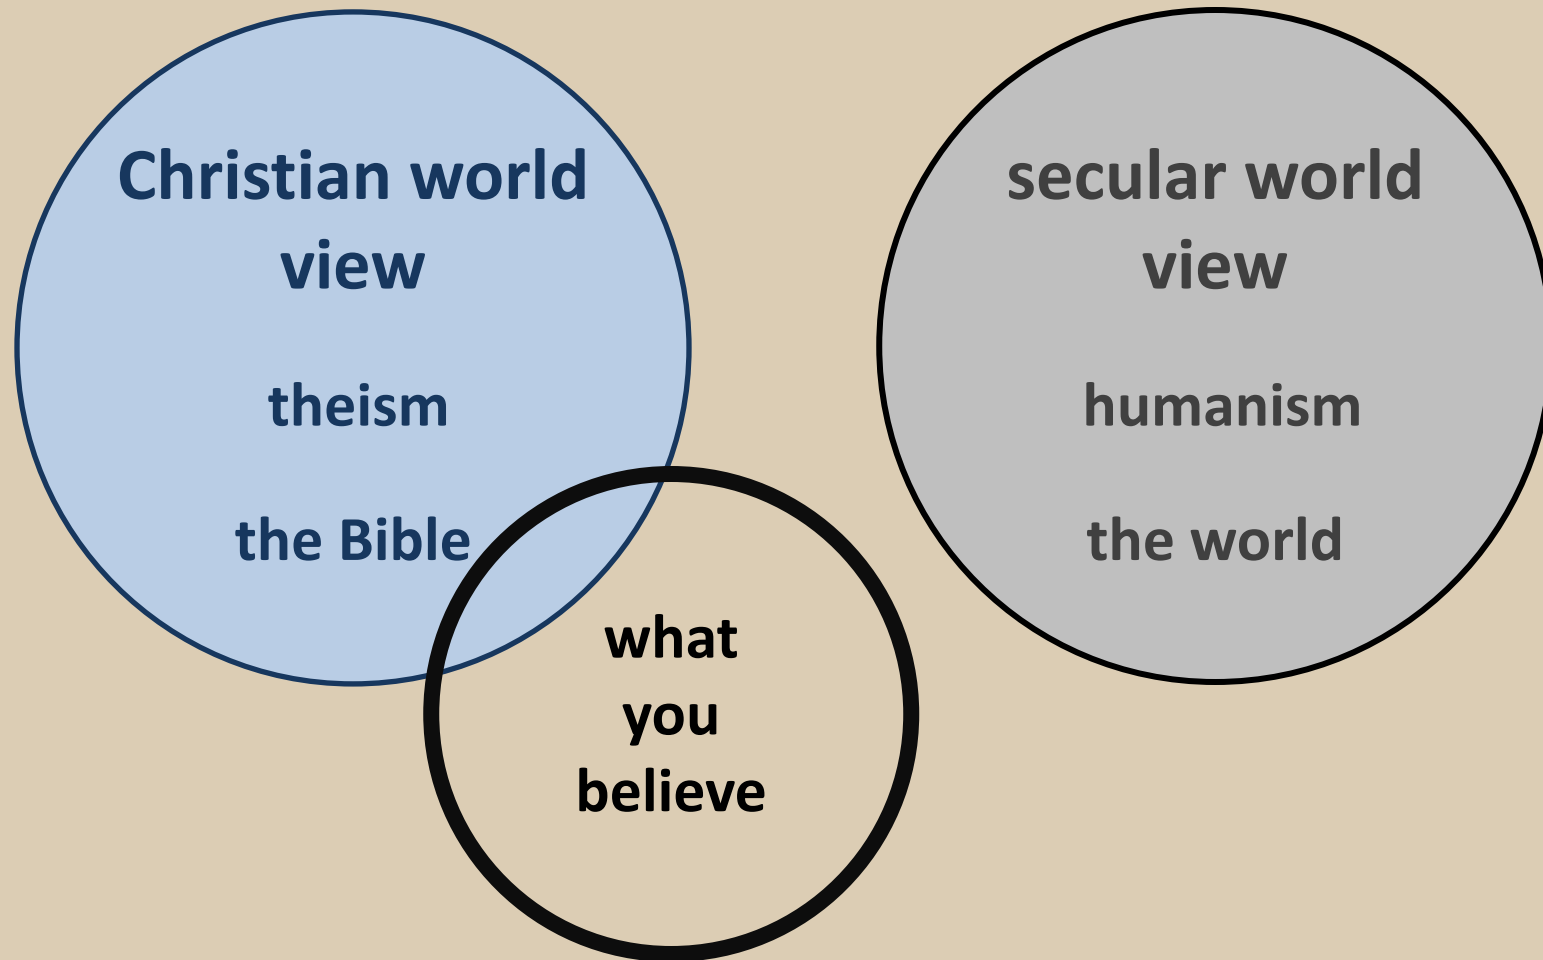 Christian world
view
theism
the Bible
secular world
view
humanism
the world
what
you
believe